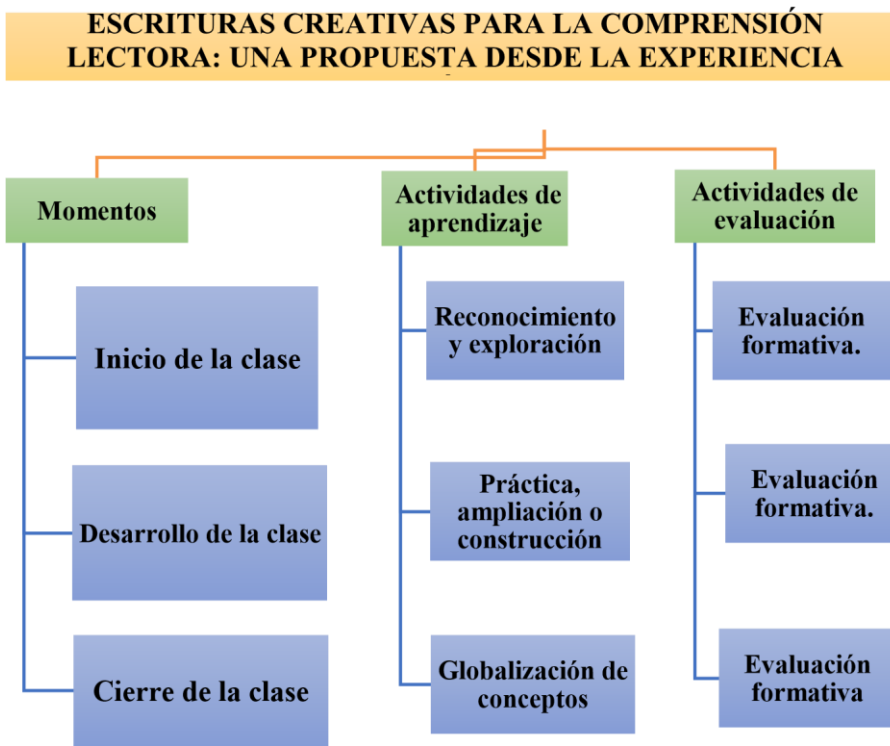 ESCRITURAS CREATIVAS PARA LA COMPRENSIÓN
LECTORA: UNA PROPUESTA DESDE LA EXPERIENCIA
Momentos
Inicio de la clase
Desarrollo de la clase
Cierre de la clase
Actividades de
aprendizaje
Reconocimiento
y exploración
Práctica,
ampliación o
construcción
Globalización de
conceptos
Actividades de
evaluación
Evaluación
formativa.
Evaluación
formativa.
Evaluación
formativa